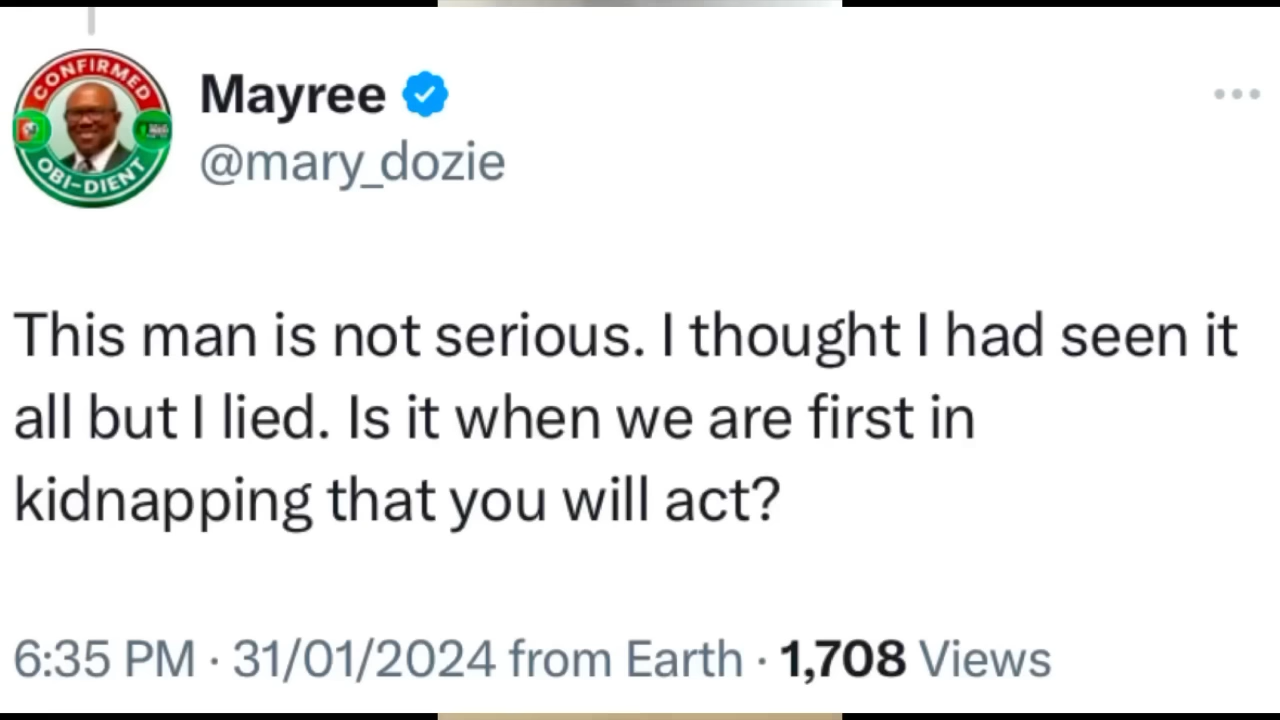 CONFIRMED
OBI-DIENT
Mayree
@mary_dozie
This man is not serious. I thought I had seen it
all but I lied. Is it when we are first in
kidnapping that you will act?
6:35 PM · 31/01/2024 from Earth · 1,708 Views